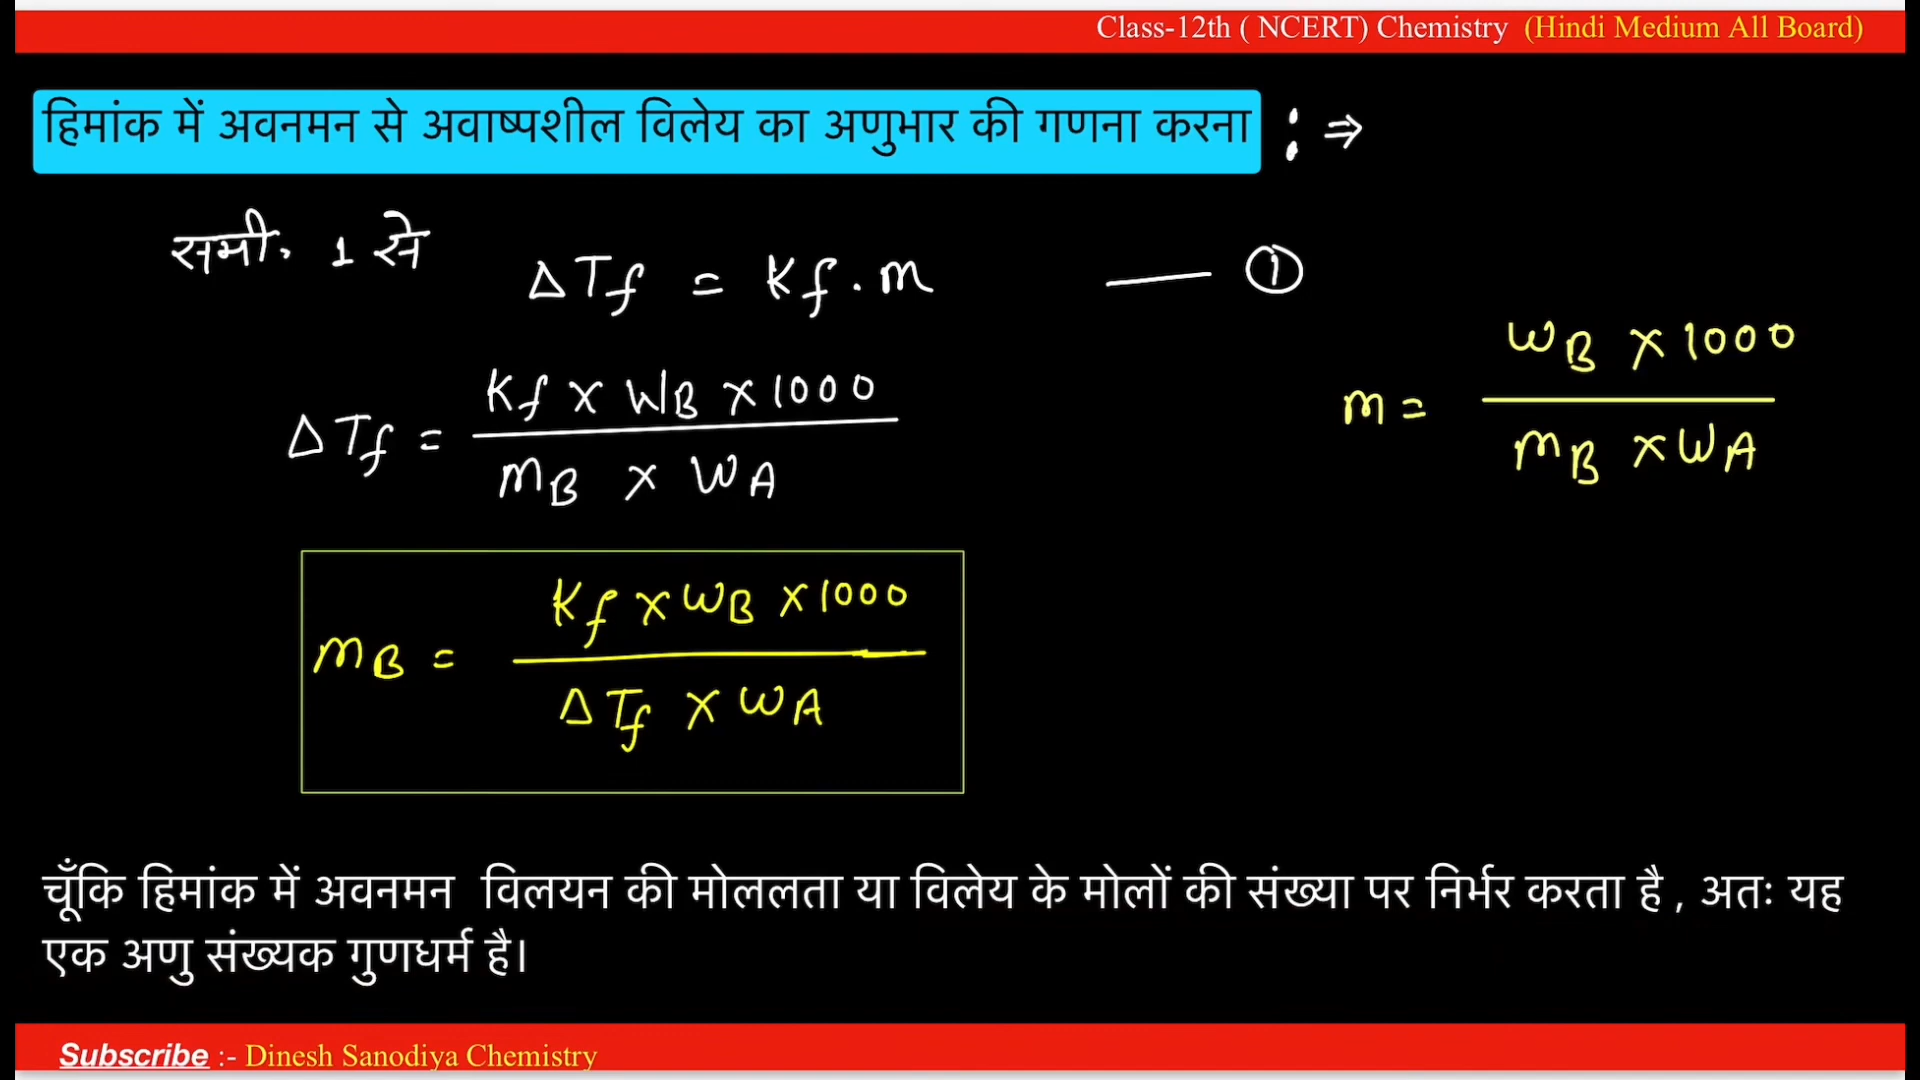 Class-12th ( NCERT) Chemistry (Hindi Medium All Board)
हिमांक में अवनमन से अवाष्पशील विलेय का अणुभार की गणना करना :⇒
समी. 1 से ΔTf = Kf . m —— ①
ΔTf = (Kf × WB × 1000) / (MB × WA)
m = (WB × 1000) / (MB × WA)
MB = (Kf × WB × 1000) / (ΔTf × WA)
चूँकि हिमांक में अवनमन विलयन की मोललता या विलेय के मोलों की संख्या पर निर्भर करता है , अतः यह
एक अणु संख्यक गुणधर्म है।
Subscribe :- Dinesh Sanodiya Chemistry